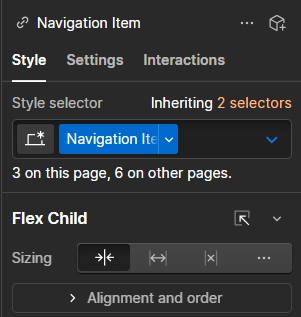 Navigation Item
Style Settings Interactions
Style selector Inheriting 2 selectors
Navigation Ite
3 on this page, 6 on other pages.
Flex Child
Sizing
Alignment and order